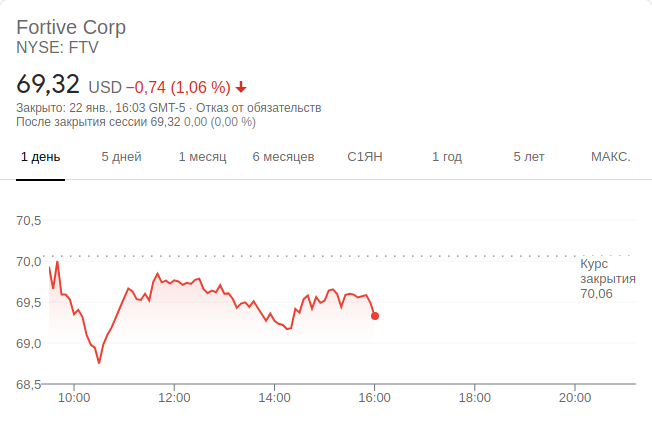 Fortive Corp
NYSE: FTV
69,32 USD −0,74 (1,06 %)
Закрыто: 22 янв., 16:03 GMT-5 · Отказ от обязательств
После закрытия сессии 69,32 0,00 (0,00 %)
1 день 5 дней 1 месяц 6 месяцев С1ЯН 1 год 5 лет МАКС.
70,5
70,0
69,5
69,0
68,5
Курс
закрытия
70,06
10:00 12:00 14:00 16:00 18:00 20:00